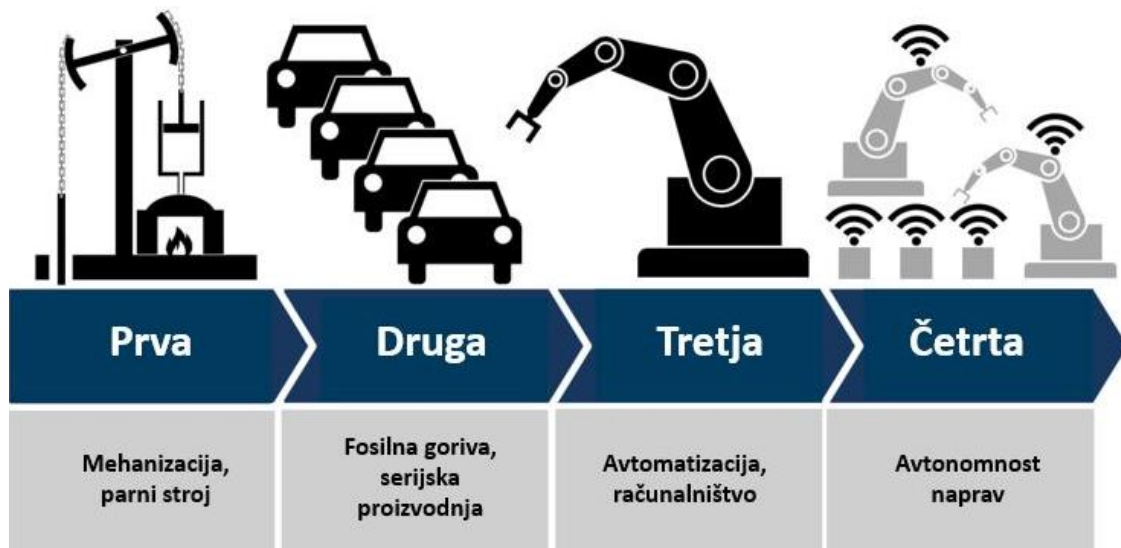 Prva
Druga
Tretja
Četrta
Mehanizacija,
parni stroj
Fosilna goriva,
serijska
proizvodnja
Avtomatizacija,
računalništvo
Avtonomnost
naprav